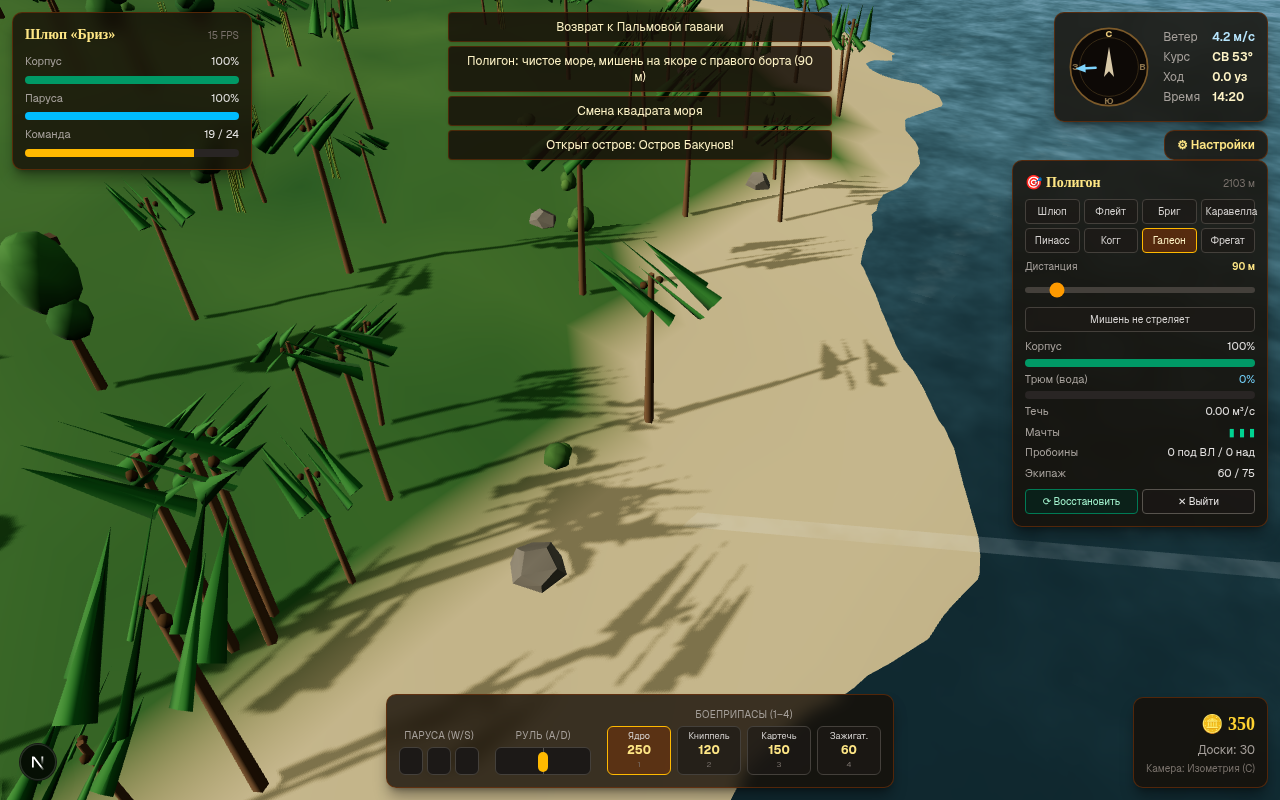 Шлюп «Бриз»
15 FPS
Корпус 100%
Паруса 100%
Команда 19 / 24
Возврат к Пальмовой гавани
Полигон: чистое море, мишень на якоре с правого борта (90
м)
Смена квадрата моря
Открыт остров: Остров Бакунов!
С
З В
Ю
Ветер 4.2 м/с
Курс СВ 53°
Ход 0.0 уз
Время 14:20
⚙ Настройки
🎯 Полигон 2103 м
Шлюп Флейт Бриг Каравелла
Пинасс Когг Галеон Фрегат
Дистанция 90 м
Мишень не стреляет
Корпус 100%
Трюм (вода) 0%
Течь 0.00 м³/с
Мачты
Пробоины 0 под ВЛ / 0 над
Экипаж 60 / 75
⟳ Восстановить ✕ Выйти
ПАРУСА (W/S)
РУЛЬ (A/D)
БОЕПРИПАСЫ (1–4)
Ядро Книппель Картечь Зажигат.
250 120 150 60
1 2 3 4
N
🪙 350
Доски: 30
Камера: Изометрия (C)